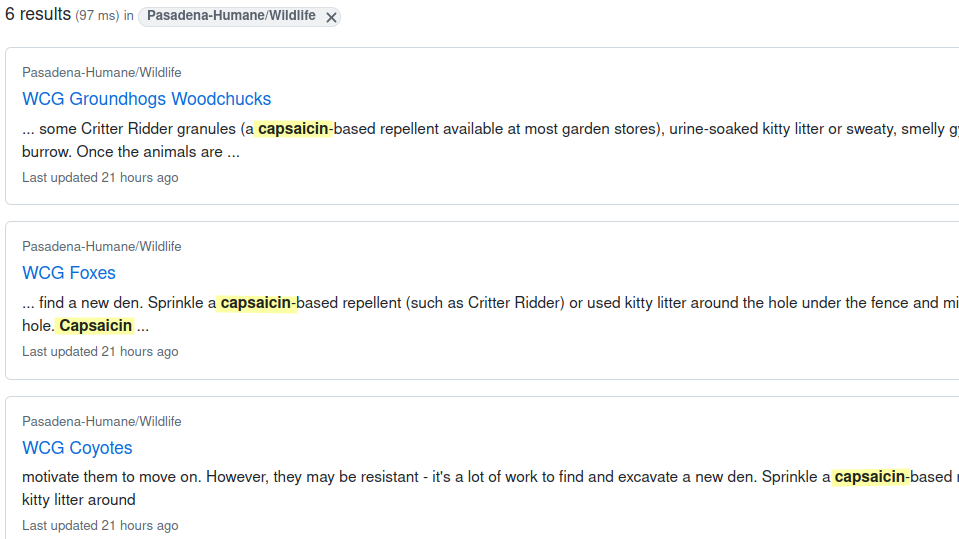 6 results (97 ms) in Pasadena-Humane/Wildlife
Pasadena-Humane/Wildlife
WCG Groundhogs Woodchucks
... some Critter Ridder granules (a capsaicin-based repellent available at most garden stores), urine-soaked kitty litter or sweaty, smelly
burrow. Once the animals are ...
Last updated 21 hours ago
Pasadena-Humane/Wildlife
WCG Foxes
... find a new den. Sprinkle a capsaicin-based repellent (such as Critter Ridder) or used kitty litter around the hole under the fence and
hole. Capsaicin ...
Last updated 21 hours ago
Pasadena-Humane/Wildlife
WCG Coyotes
motivate them to move on. However, they may be resistant - it's a lot of work to find and excavate a new den. Sprinkle a capsaicin-based
kitty litter around
Last updated 21 hours ago